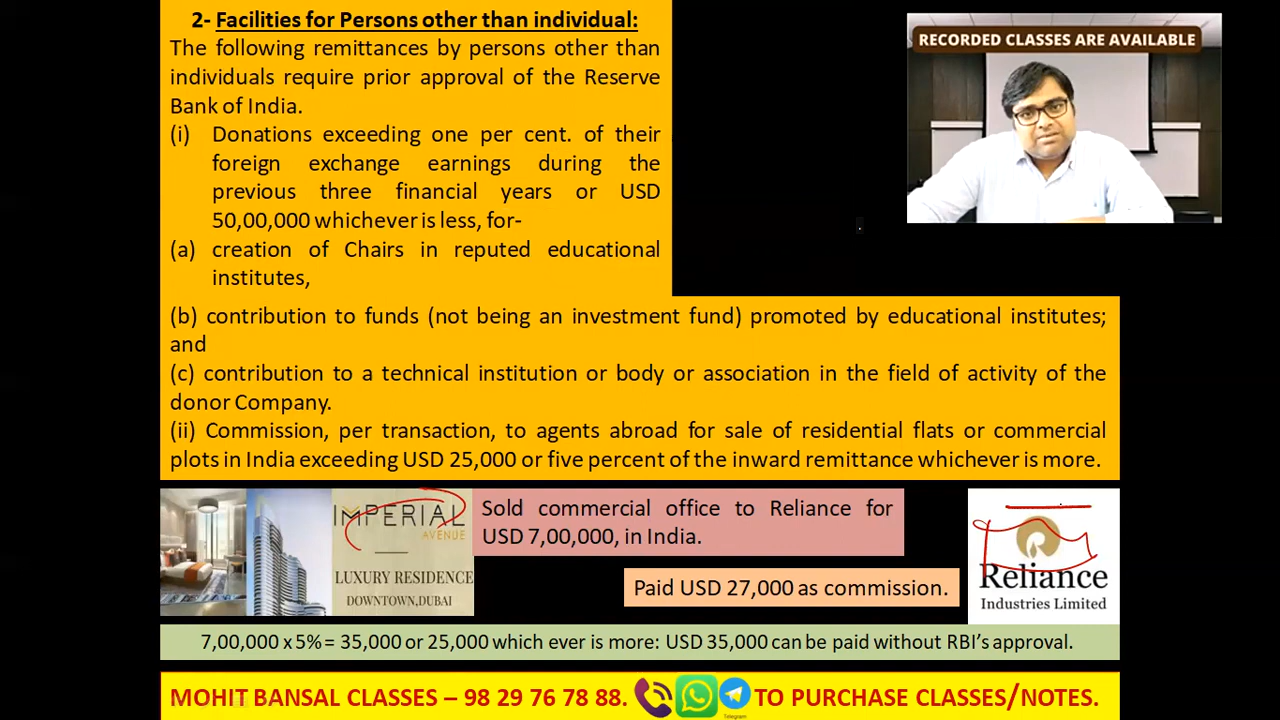 2- Facilities for Persons other than individual:
The following remittances by persons other than
individuals require prior approval of the Reserve
Bank of India.
(i) Donations exceeding one per cent. of their
foreign exchange earnings during the
previous three financial years or USD
50,00,000 whichever is less, for-
(a) creation of Chairs in reputed educational
institutes,
(b) contribution to funds (not being an investment fund) promoted by educational institutes;
and
(c) contribution to a technical institution or body or association in the field of activity of the
donor Company.
(ii) Commission, per transaction, to agents abroad for sale of residential flats or commercial
plots in India exceeding USD 25,000 or five percent of the inward remittance whichever is more.
RECORDED CLASSES ARE AVAILABLE
IMPERIAL
AVENUE
LUXURY RESIDENCE
DOWNTOWN,DUBAI
Sold commercial office to Reliance for
USD 7,00,000, in India.
Paid USD 27,000 as commission.
Reliance
Industries Limited
7,00,000 x 5% = 35,000 or 25,000 which ever is more: USD 35,000 can be paid without RBI's approval.
MOHIT BANSAL CLASSES – 98 29 76 78 88. TO PURCHASE CLASSES/NOTES.
Telegram